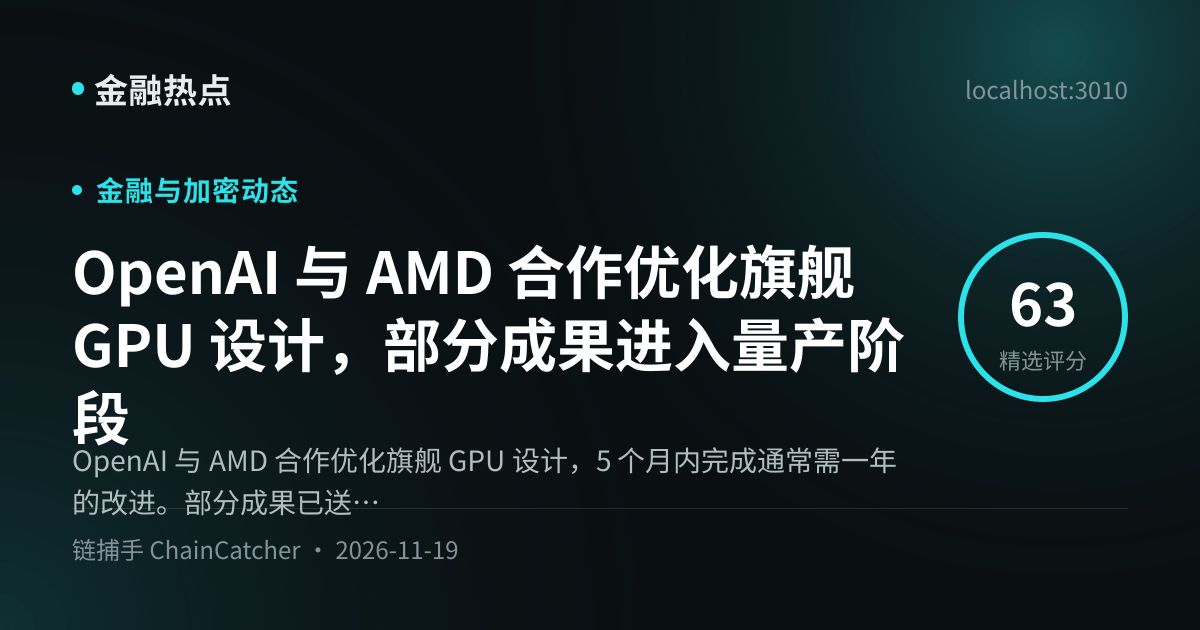 金融热点
localhost:3010
金融与加密动态
OpenAI 与 AMD 合作优化旗舰
GPU 设计，部分成果进入量产阶
段
63
精选评分
OpenAI 与 AMD 合作优化旗舰 GPU 设计，5 个月内完成通常需一年
的改进。部分成果已送…
链捕手 ChainCatcher · 2026-11-19